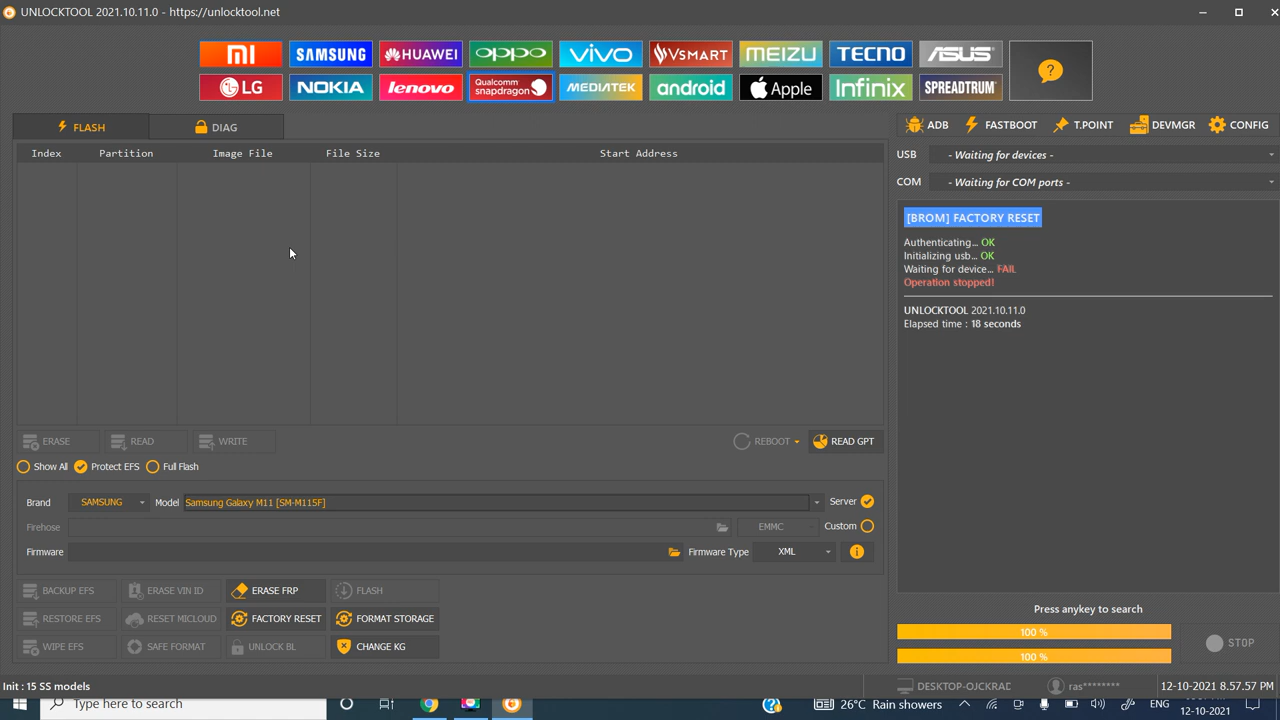 UNLOCKTOOL 2021.10.11.0 - https://unlocktool.net
mi SAMSUNG HUAWEI oppo vivo VSMART MEIZU TECNO ASUS ?
LG NOKIA lenovo Qualcomm snapdragon MEDIATEK android Apple Infinix SPREADTRUM
FLASH DIAG
ADB FASTBOOT T.POINT DEVMGR CONFIG
Index Partition Image File File Size Start Address
USB - Waiting for devices -
COM - Waiting for COM ports -
[BROM] FACTORY RESET
Authenticating... OK
Initializing usb... OK
Waiting for device... FAIL
Operation stopped!
UNLOCKTOOL 2021.10.11.0
Elapsed time : 18 seconds
ERASE READ WRITE REBOOT READ GPT
Show All Protect EFS Full Flash
Brand SAMSUNG Model Samsung Galaxy M11 [SM-M115F] Server
Firehose EMMC Custom
Firmware Firmware Type XML
BACKUP EFS ERASE VIN ID ERASE FRP FLASH
RESTORE EFS RESET MICLOUD FACTORY RESET FORMAT STORAGE
WIPE EFS SAFE FORMAT UNLOCK BL CHANGE KG
Press anykey to search
100 %
100 %
STOP
Init : 15 SS models
DESKTOP-OJCKRAD ras******** 12-10-2021 8.57.57 PM
Type here to search
26°C Rain showers ENG 8:57 PM
12-10-2021